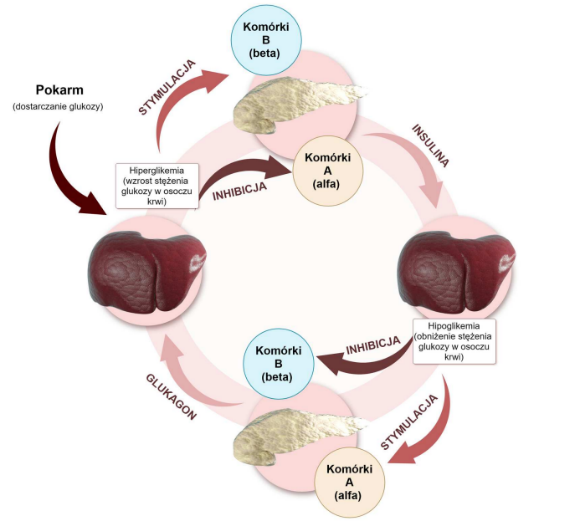 Komórki
B
(beta)
STYMULACJA
Pokarm
(dostarczanie glukozy)
INSULINA
Komórki
A
(alfa)
Hiperglikemia
(wzrost stężenia
glukozy w osoczu
krwi)
INHIBICJA
Hipoglikemia
(obniżenie stężenia
glukozy w osoczu
krwi)
INHIBICJA
Komórki
B
(beta)
GLUKAGON
STYMULACJA
Komórki
A
(alfa)